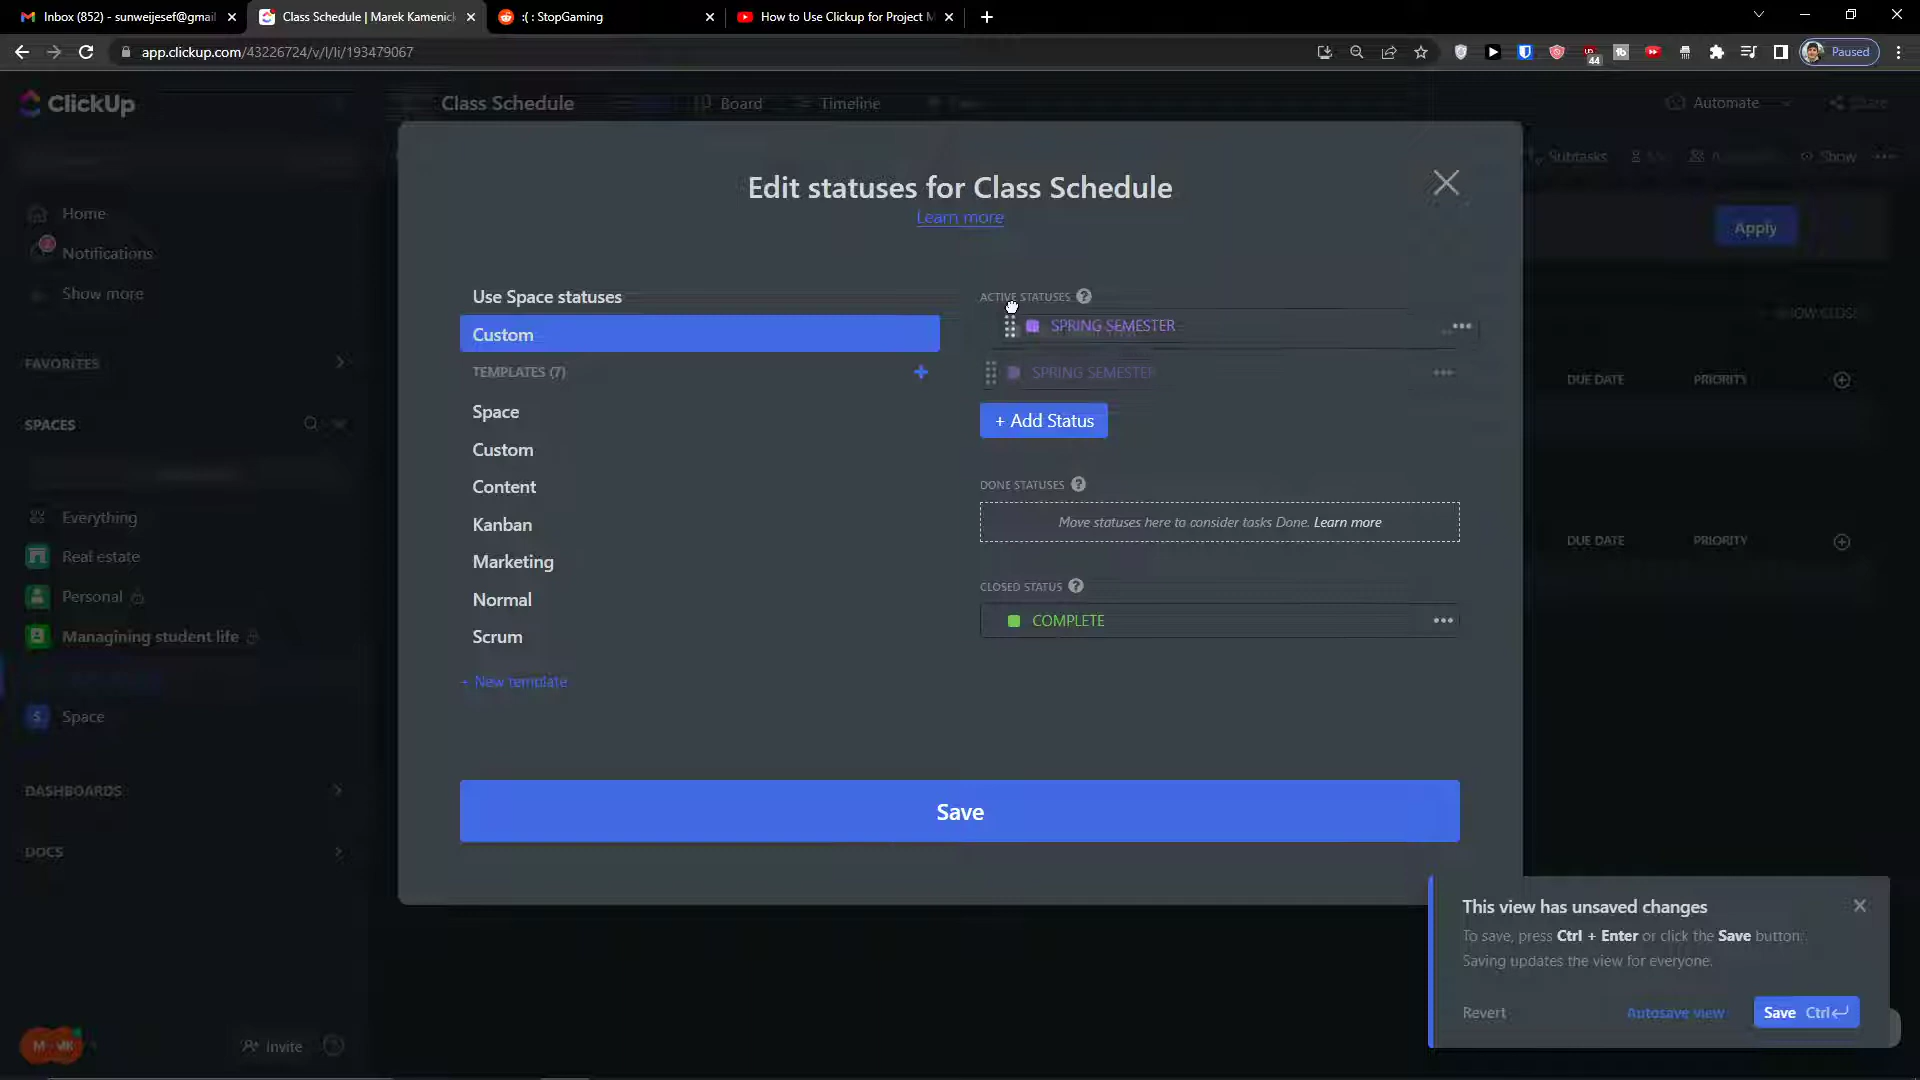 Inbox (852) - sunweijesef@gmail
Class Schedule | Marek Kamenick
:( : StopGaming
How to Use Clickup for Project M
app.clickup.com/43226724/v/l/li/193479067
44
Paused
ClickUp
Class Schedule
Board
Timeline
Automate
Share
Subtasks
Show
Home
Notifications
Show more
FAVORITES
SPACES
Everything
Real estate
Personal
Managining student life
S
Space
DASHBOARDS
DOCS
Invite
Edit statuses for Class Schedule
Learn more
Apply
Use Space statuses
Custom
TEMPLATES (7)
Space
Custom
Content
Kanban
Marketing
Normal
Scrum
+ New template
ACTIVE STATUSES
SPRING SEMESTER
SPRING SEMESTER
+ Add Status
DONE STATUSES
Move statuses here to consider tasks Done. Learn more
CLOSED STATUS
COMPLETE
Save
DUE DATE
PRIORITY
DUE DATE
PRIORITY
This view has unsaved changes
To save, press Ctrl + Enter or click the Save button.
Saving updates the view for everyone.
Revert
Autosave view
Save Ctrl